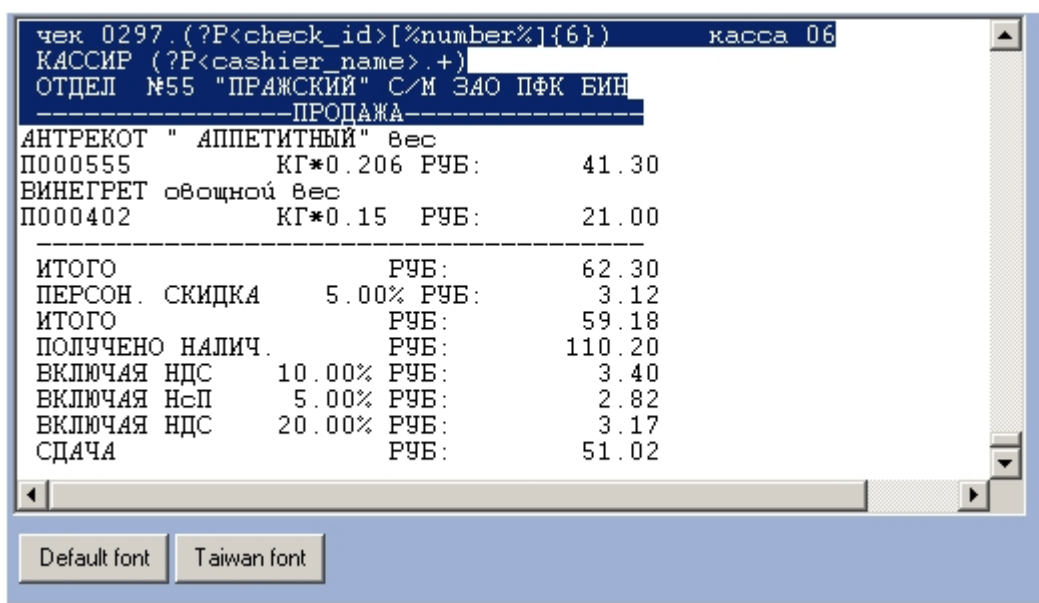 чек 0297.(?P<check_id>[%number%]{6}) касса 06
КАССИР (?P<cashier_name>.+)
ОТДЕЛ №55 "ПРАЖСКИЙ" С/М ЗАО ПФК БИН
----------------ПРОДАЖА---------------
АНТРЕКОТ " АППЕТИТНЫЙ" вес
П000555 КГ*0.206 РУБ: 41.30
ВИНЕГРЕТ овощной вес
П000402 КГ*0.15 РУБ: 21.00
--------------------------------------
ИТОГО РУБ: 62.30
ПЕРСОН. СКИДКА 5.00% РУБ: 3.12
ИТОГО РУБ: 59.18
ПОЛУЧЕНО НАЛИЧ. РУБ: 110.20
ВКЛЮЧАЯ НДС 10.00% РУБ: 3.40
ВКЛЮЧАЯ НсП 5.00% РУБ: 2.82
ВКЛЮЧАЯ НДС 20.00% РУБ: 3.17
СДАЧА РУБ: 51.02
Default font Taiwan font